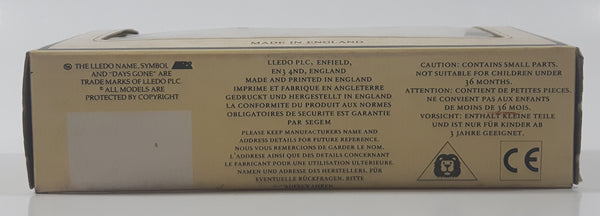 MADE IN ENGLAND
® THE LLEDO NAME, SYMBOL
AND "DAYS GONE" ARE
TRADE MARKS OF LLEDO PLC
© ALL MODELS ARE
PROTECTED BY COPYRIGHT
LLEDO PLC, ENFIELD,
EN3 4ND, ENGLAND
MADE AND PRINTED IN ENGLAND
IMPRIME ET FABRIQUE EN ANGLETERRE
GEDRUCKT UND HERGESTELLT IN ENGLAND
LA CONFORMITE DU PRODUIT AUX NORMES
OBLIGATOIRES DE SECURITE EST GARANTIE
PAR SEGEM
PLEASE KEEP MANUFACTURERS NAME AND
ADDRESS DETAILS FOR FUTURE REFERENCE.
NOUS VOUS REMERCIONS DE GARDER LE NOM.
L'ADRESSE AINSI QUE DES DETAILS CONCERNANT
LE FABRICANT POUR UNE UTILISATION ULTERIEURE.
NAMEN UND ADRESSE DES HERSTELLERS, FÜR
EVENTUELLE RÜCKFRAGEN, BITTE
AUFBEWAHREN
CAUTION: CONTAINS SMALL PARTS.
NOT SUITABLE FOR CHILDREN UNDER
36 MONTHS.
ATTENTION: CONTIENT DE PETITES PIECES.
NE CONVIENT PAS AUX ENFANTS
DE MOINS DE 36 MOIS.
VORSICHT: ENTHÄLT KLEINE TEILE
UND IST NUR FÜR KINDER AB
3 JAHRE GEEIGNET.
CE